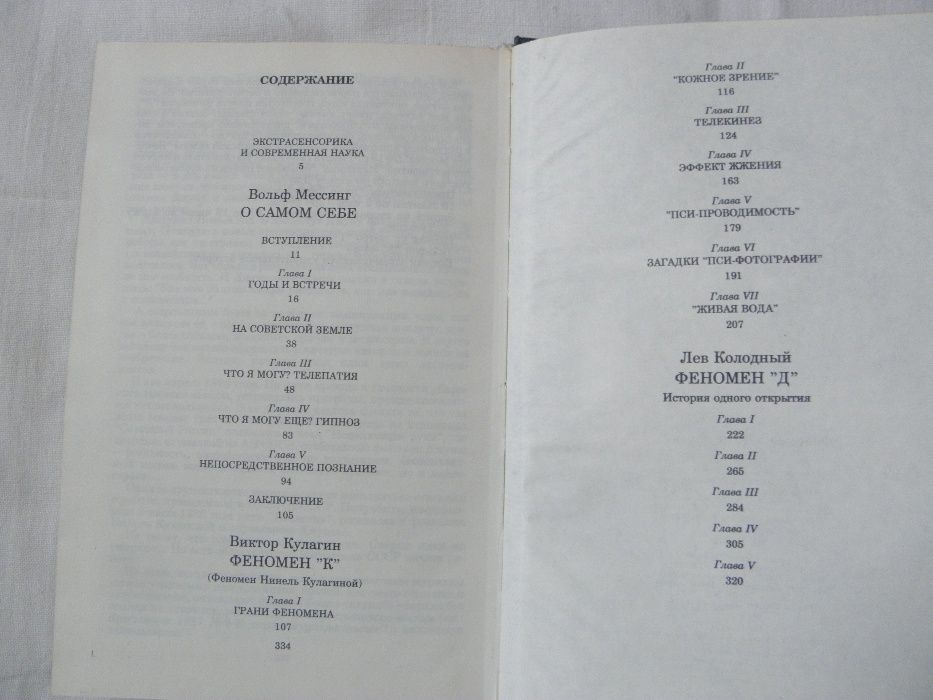 СОДЕРЖАНИЕ
ЭКСТРАСЕНСОРИКА
И СОВРЕМЕННАЯ НАУКА
5
Вольф Мессинг
О САМОМ СЕБЕ
ВСТУПЛЕНИЕ
11
Глава I
ГОДЫ И ВСТРЕЧИ
16
Глава II
НА СОВЕТСКОЙ ЗЕМЛЕ
38
Глава III
ЧТО Я МОГУ? ТЕЛЕПАТИЯ
48
Глава IV
ЧТО Я МОГУ ЕЩЕ? ГИПНОЗ
83
Глава V
НЕПОСРЕДСТВЕННОЕ ПОЗНАНИЕ
94
ЗАКЛЮЧЕНИЕ
105
Виктор Кулагин
ФЕНОМЕН "К"
(Феномен Нинель Кулагиной)
Глава I
ГРАНИ ФЕНОМЕНА
107
334
Глава II
"КОЖНОЕ ЗРЕНИЕ"
116
Глава III
ТЕЛЕКИНЕЗ
124
Глава IV
ЭФФЕКТ ЖЖЕНИЯ
163
Глава V
"ПСИ-ПРОВОДИМОСТЬ"
179
Глава VI
ЗАГАДКИ "ПСИ-ФОТОГРАФИИ"
191
Глава VII
"ЖИВАЯ ВОДА"
207
Лев Колодный
ФЕНОМЕН "Д"
История одного открытия
Глава I
222
Глава II
265
Глава III
284
Глава IV
305
Глава V
320